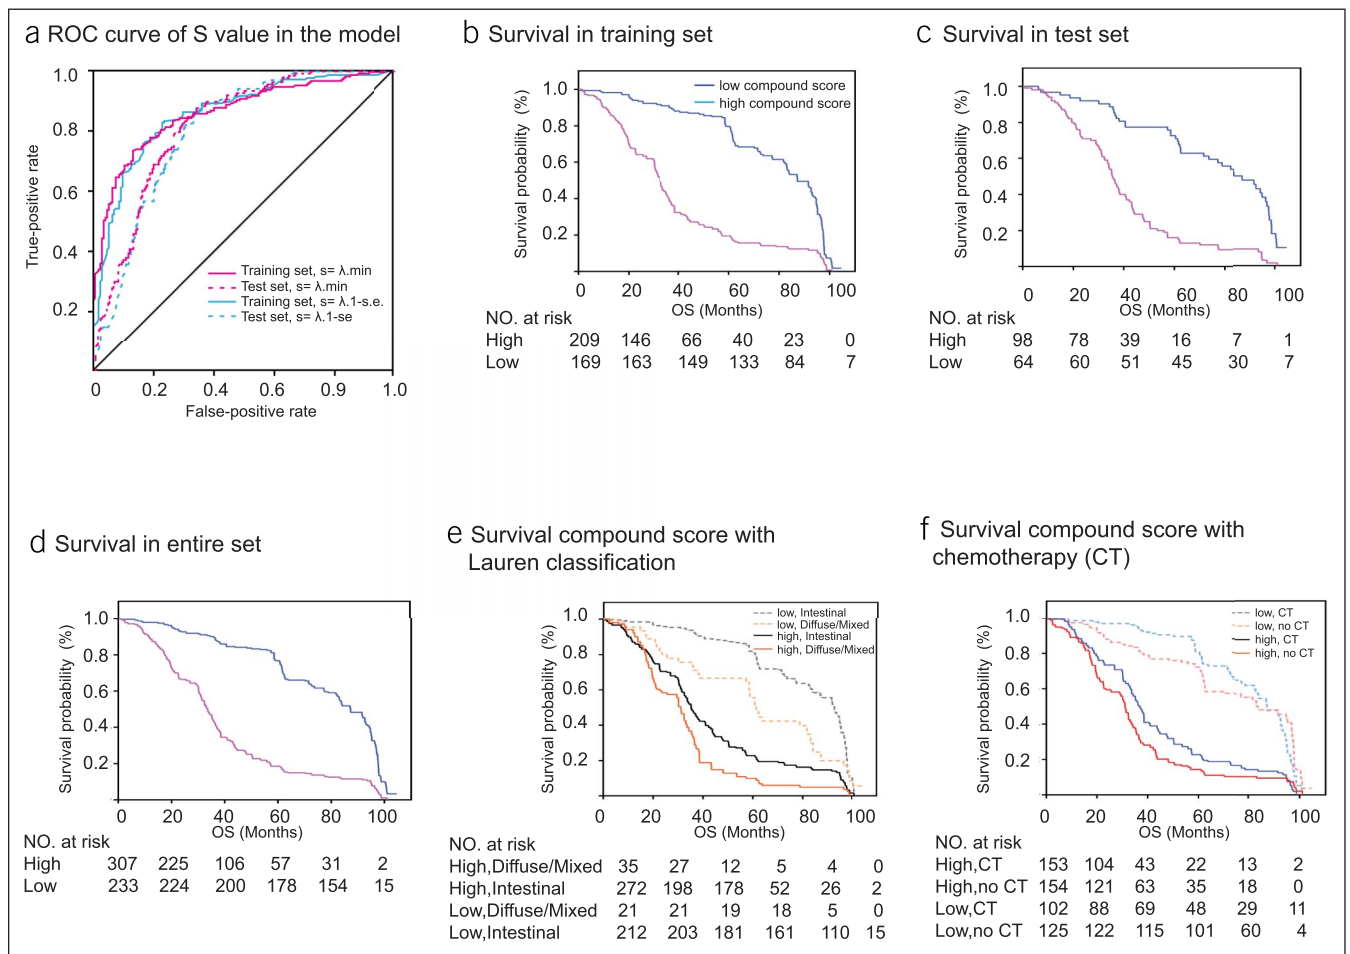 a ROC curve of S value in the model
1.0
0.8
0.6
0.4
0.2
True-positive rate
Training set, s= λ.min
Test set, s= λ.min
Training set, s= λ.1-s.e.
Test set, s= λ.1-se
0 0.2 0.4 0.6 0.9 1.0
False-positive rate
b Survival in training set
1.0
0.8
0.6
0.4
0.2
Survival probability (%)
low compound score
high compound score
0 20 40 60 80 100
OS (Months)
NO. at risk
High 209 146 66 40 23 0
Low 169 163 149 133 84 7
c Survival in test set
1.0
0.8
0.6
0.4
0.2
Survival probability (%)
0 20 40 60 80 100
OS (Months)
NO. at risk
High 98 78 39 16 7 1
Low 64 60 51 45 30 7
d Survival in entire set
1.0
0.8
0.6
0.4
0.2
Survival probability (%)
0 20 40 60 80 100
OS (Months)
NO. at risk
High 307 225 106 57 31 2
Low 233 224 200 178 154 15
e Survival compound score with
Lauren classification
1.0
0.8
0.6
0.4
0.2
Survival probability (%)
low, Intestinal
low, Diffuse/Mixed
high, Intestinal
high, Diffuse/Mixed
0 20 40 60 80 100
OS (Months)
NO. at risk
High,Diffuse/Mixed 35 27 12 5 4 0
High,Intestinal 272 198 178 52 26 2
Low,Diffuse/Mixed 21 21 19 18 5 0
Low,Intestinal 212 203 181 161 110 15
f Survival compound score with
chemotherapy (CT)
1.0
0.8
0.6
0.4
0.2
Survival probability (%)
low, CT
low, no CT
high, CT
high, no CT
0 20 40 60 80 100
OS (Months)
NO. at risk
High,CT 153 104 43 22 13 2
High,no CT 154 121 63 35 18 0
Low,CT 102 88 69 48 29 11
Low,no CT 125 122 115 101 60 4